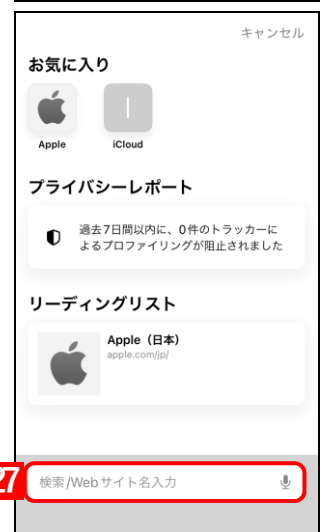 キャンセル
お気に入り
Apple
iCloud
プライバシーレポート
過去7日間以内に、0件のトラッカーに
よるプロファイリングが阻止されました
リーディングリスト
Apple（日本）
apple.com/jp/
27
検索/Webサイト名入力